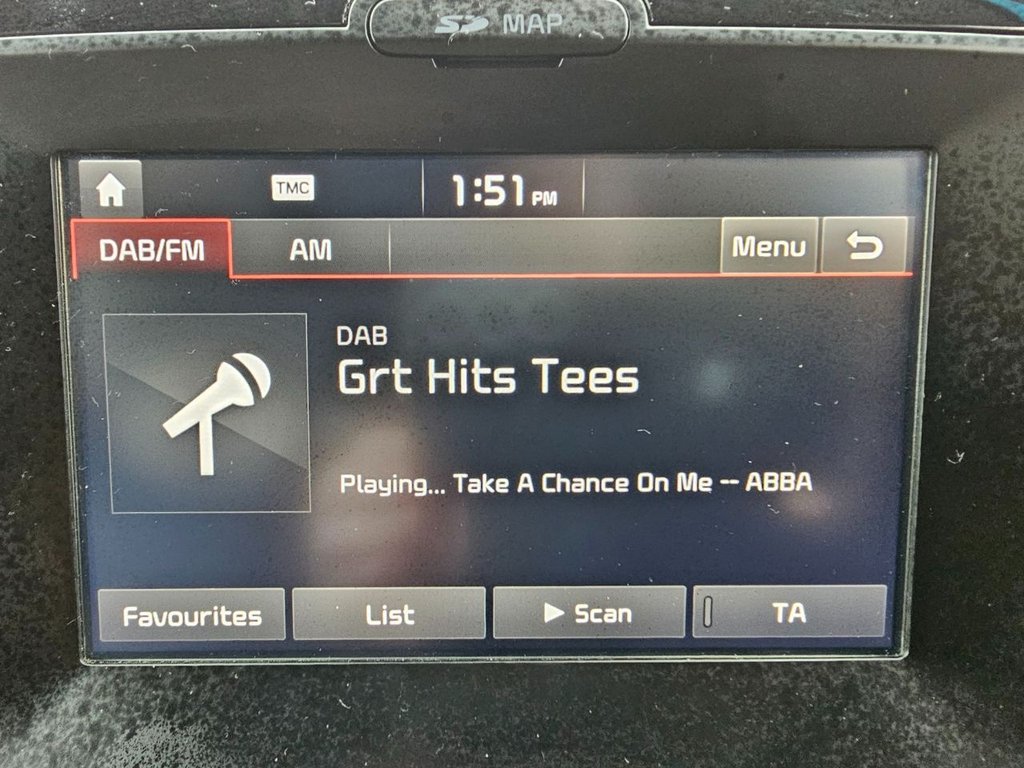 SD MAP
TMC 1:51 PM
DAB/FM AM Menu
DAB
Grt Hits Tees
Playing... Take A Chance On Me -- ABBA
Favourites List Scan TA